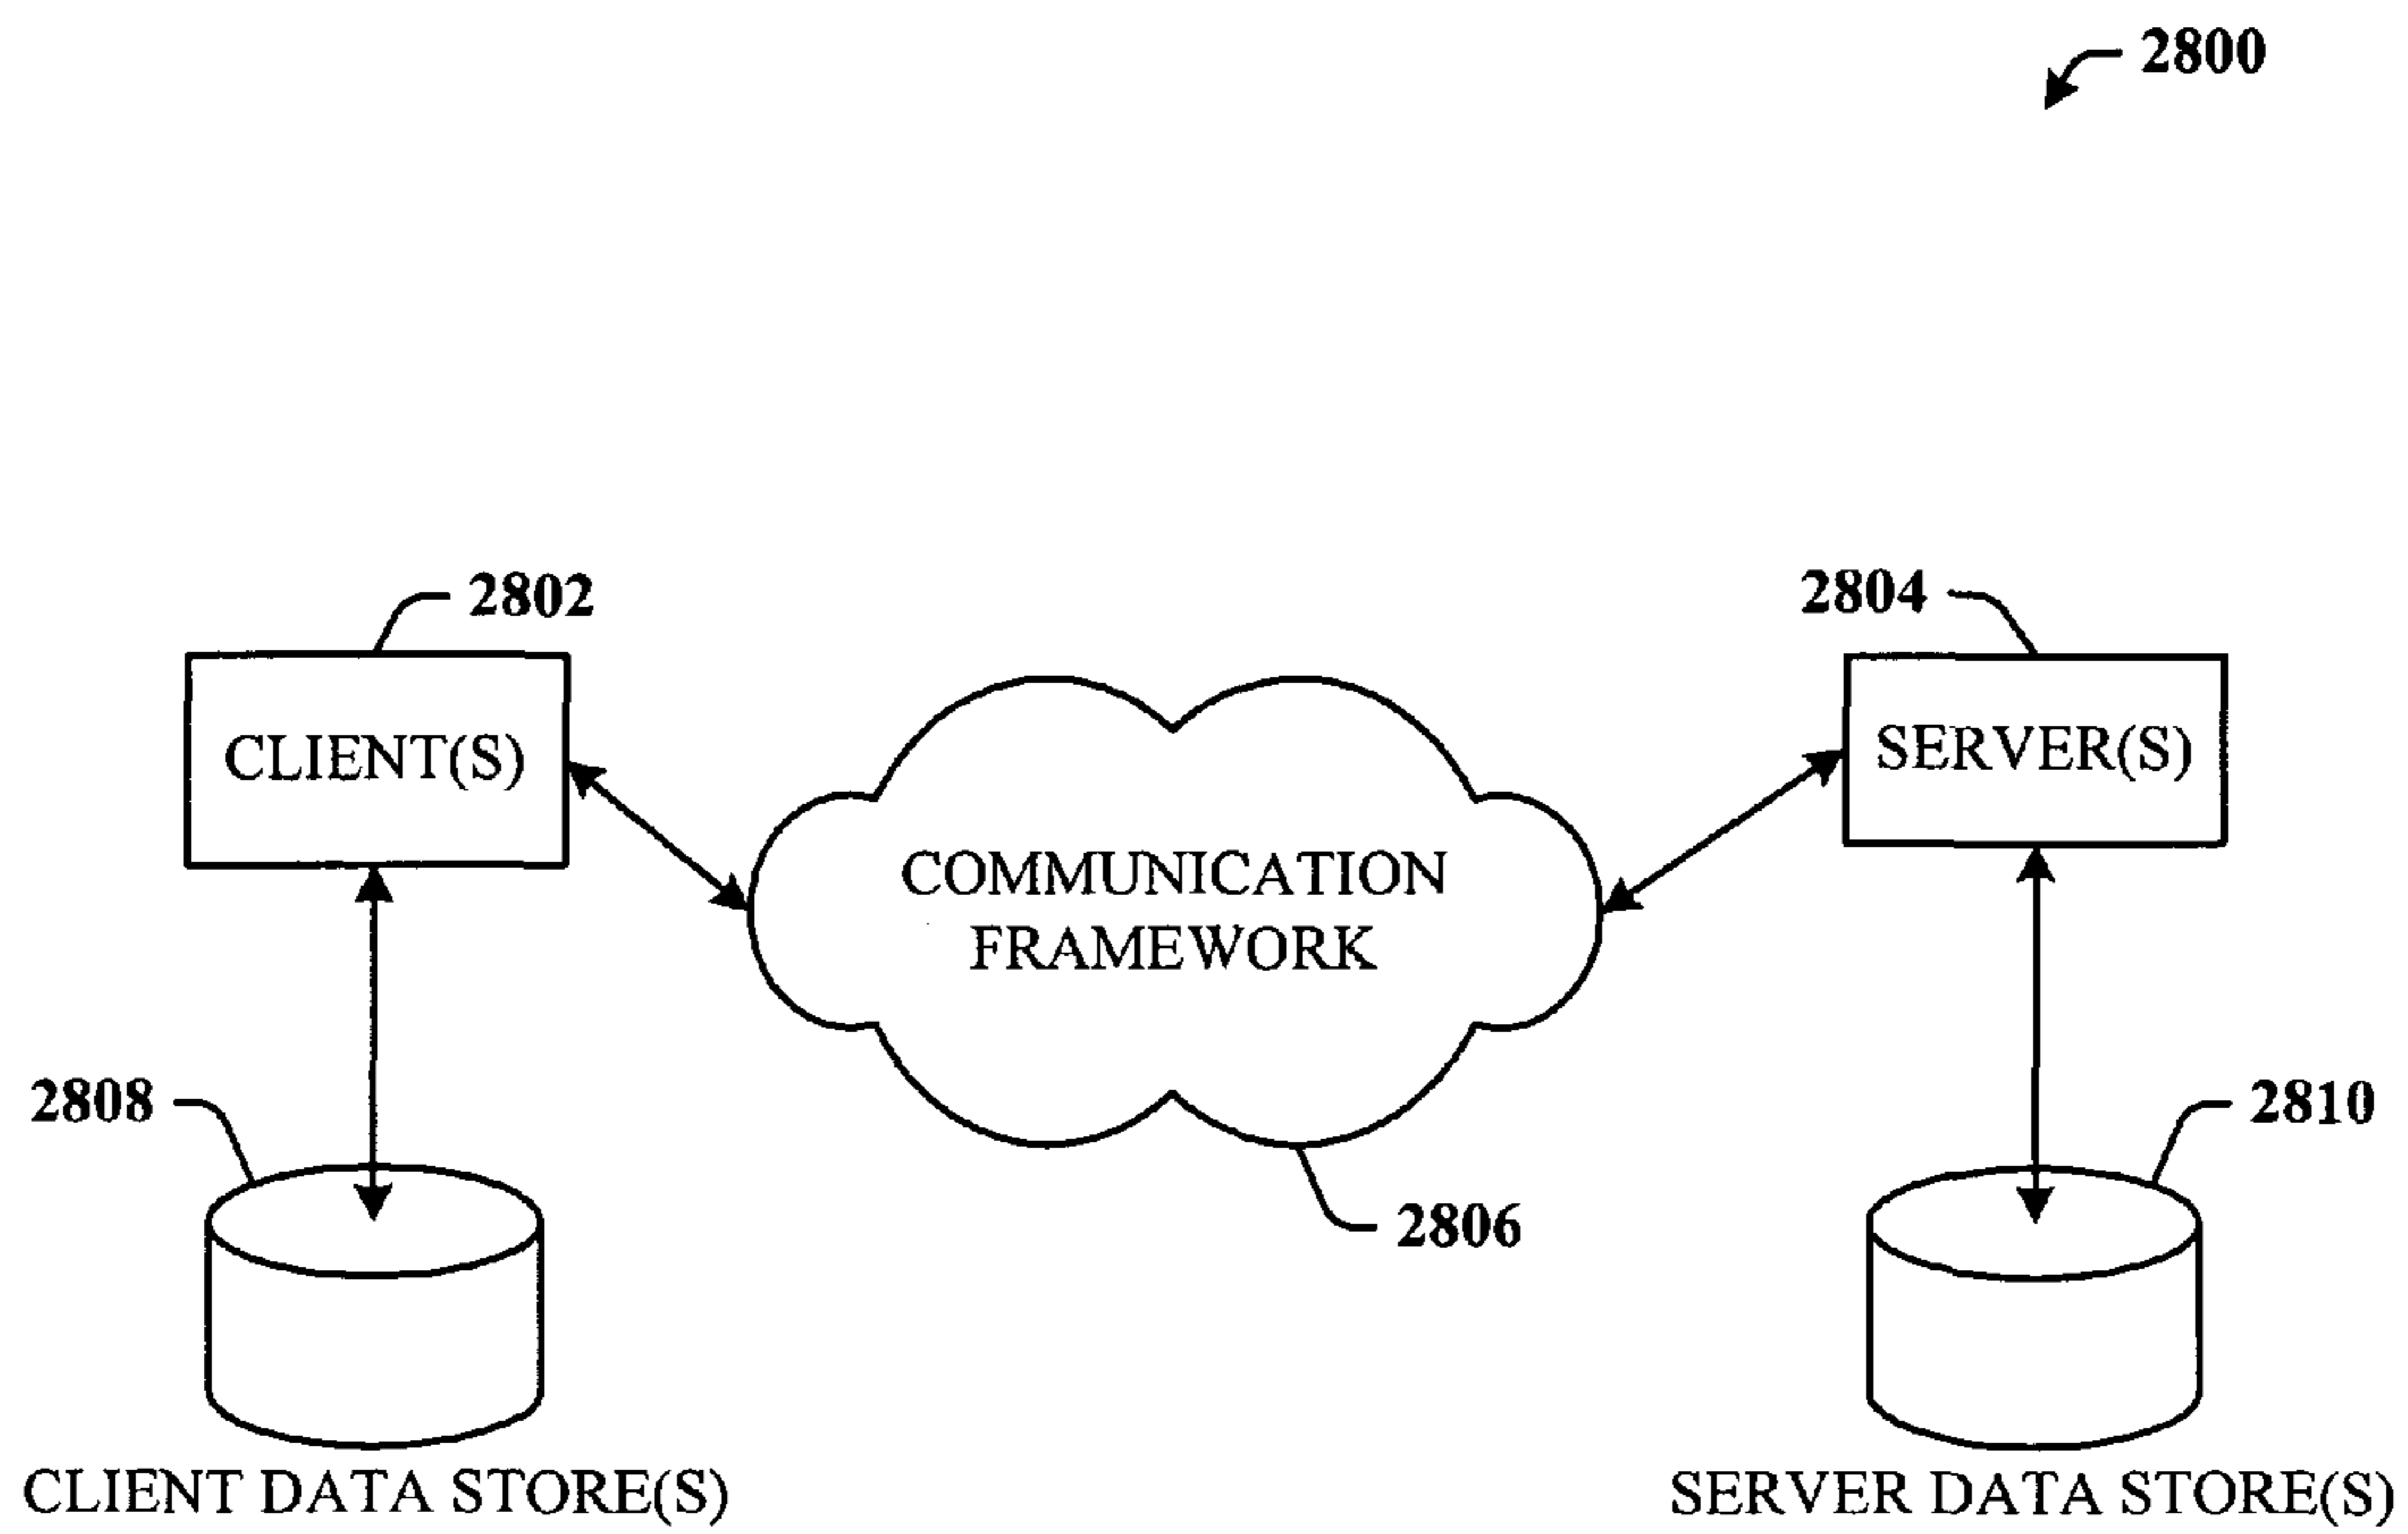 2800
2802
2804
CLIENT(S)
SERVER(S)
COMMUNICATION
FRAMEWORK
2808
2810
2806
CLIENT DATA STORE(S)
SERVER DATA STORE(S)